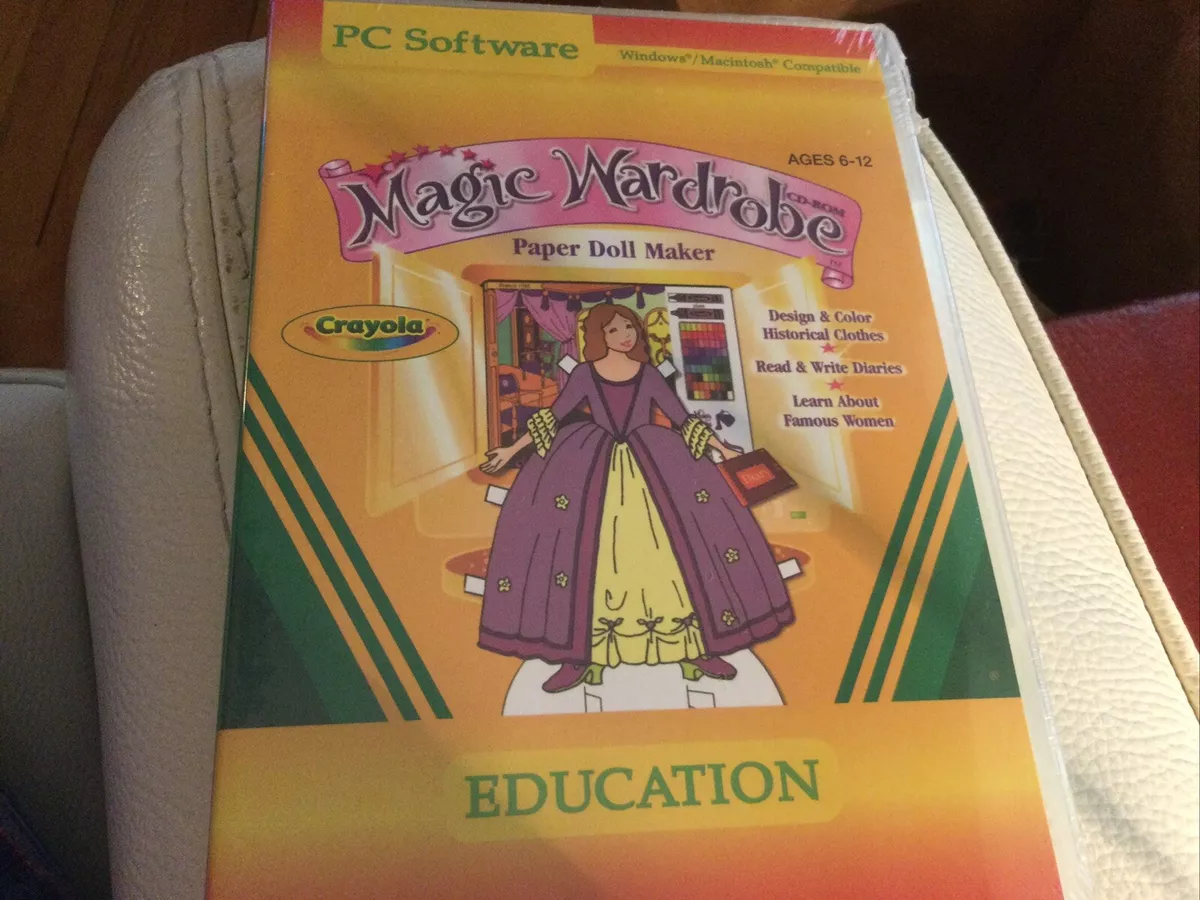 PC Software
Windows®/Macintosh® Compatible
AGES 6-12
Magic Wardrobe
CD-ROM
TM
Paper Doll Maker
Crayola
Design & Color
Historical Clothes
Read & Write Diaries
Learn About
Famous Women
EDUCATION